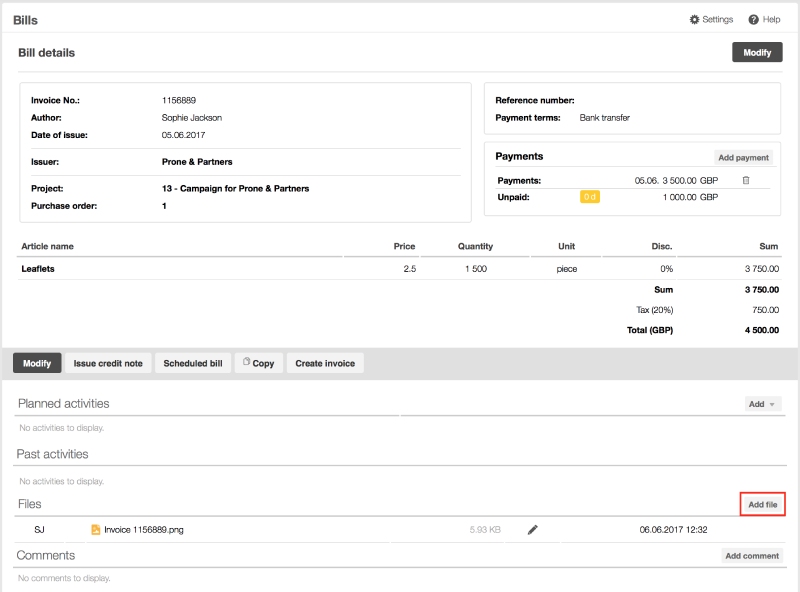 Bills
Settings
Help
Bill details
Modify
Invoice No.: 1156889
Author: Sophie Jackson
Date of issue: 05.06.2017
Issuer: Prone & Partners
Project: 13 - Campaign for Prone & Partners
Purchase order: 1
Reference number:
Payment terms: Bank transfer
Payments Add payment
Payments: 05.06. 3 500.00 GBP
Unpaid: 0 d 1 000.00 GBP
Article name Price Quantity Unit Disc. Sum
Leaflets 2.5 1 500 piece 0% 3 750.00
Sum 3 750.00
Tax (20%) 750.00
Total (GBP) 4 500.00
Modify Issue credit note Scheduled bill Copy Create invoice
Planned activities Add
No activities to display.
Past activities
No activities to display.
Files Add file
SJ Invoice 1156889.png 5.93 KB 06.06.2017 12:32
Comments Add comment
No comments to display.